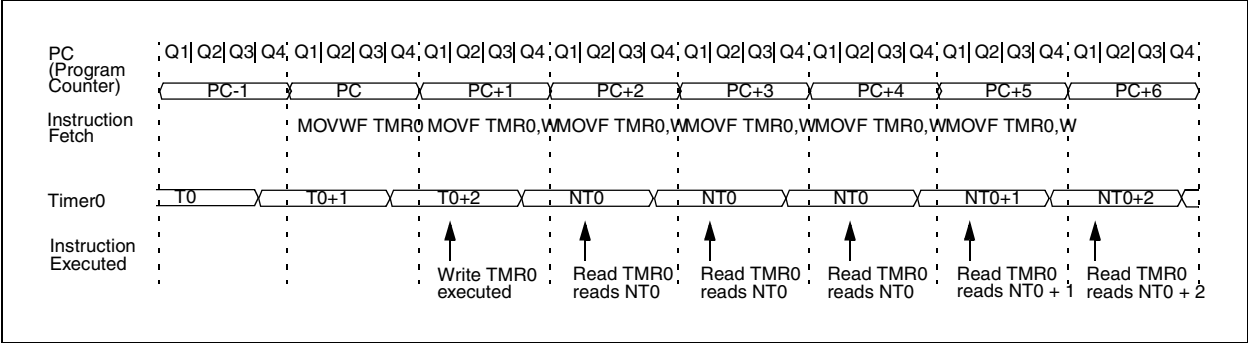 PC
(Program
Counter)
Q1 Q2 Q3 Q4 Q1 Q2 Q3 Q4 Q1 Q2 Q3 Q4 Q1 Q2 Q3 Q4 Q1 Q2 Q3 Q4 Q1 Q2 Q3 Q4 Q1 Q2 Q3 Q4 Q1 Q2 Q3 Q4
PC-1 PC PC+1 PC+2 PC+3 PC+4 PC+5 PC+6
Instruction
Fetch
MOVWF TMR0 MOVF TMR0,W MOVF TMR0,W MOVF TMR0,W MOVF TMR0,W MOVF TMR0,W
Timer0
T0 T0+1 T0+2 NT0 NT0 NT0 NT0+1 NT0+2
Instruction
Executed
Write TMR0
executed
Read TMR0
reads NT0
Read TMR0
reads NT0
Read TMR0
reads NT0
Read TMR0
reads NT0 + 1
Read TMR0
reads NT0 + 2